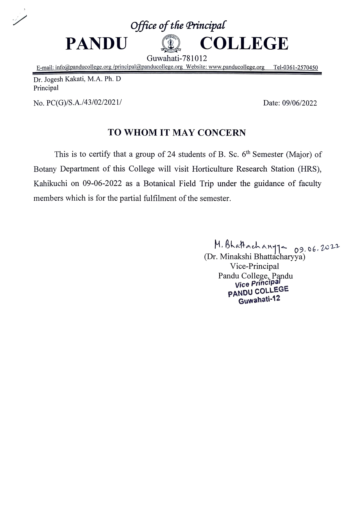 Office of the Principal
PANDU COLLEGE
Guwahati-781012
E-mail: info@panducollege.org /principal@panducollege.org Website: www.panducollege.org Tel-0361-2570450
Dr. Jogesh Kakati, M.A. Ph. D
Principal
No. PC(G)/S.A./43/02/2021/ Date: 09/06/2022
TO WHOM IT MAY CONCERN
This is to certify that a group of 24 students of B. Sc. 6th Semester (Major) of
Botany Department of this College will visit Horticulture Research Station (HRS),
Kahikuchi on 09-06-2022 as a Botanical Field Trip under the guidance of faculty
members which is for the partial fulfilment of the semester.
M. Bhattacharyya 09.06.2022
(Dr. Minakshi Bhattacharyya)
Vice-Principal
Pandu College, Pandu
Vice Principal
PANDU COLLEGE
Guwahati-12